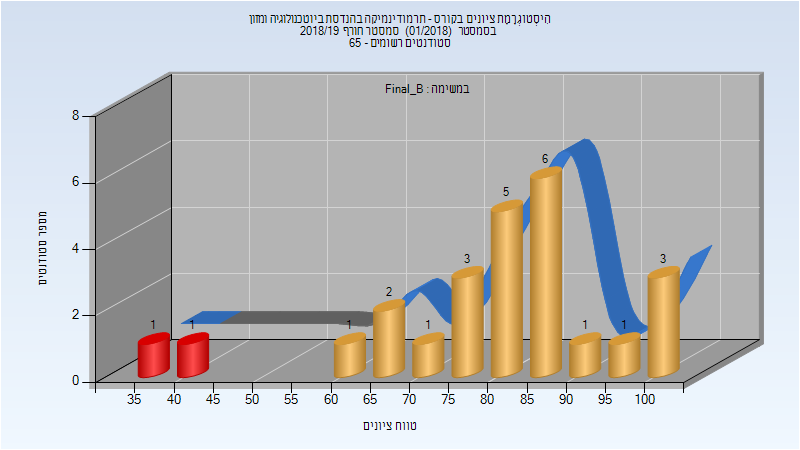 הִיסְטוֹגְרָמַת ציונים בקורס - תרמודינמיקה בהנדסת ביוטכנולוגיה ומזון
בסמסטר (01/2018) סמסטר חורף 2018/19
סטודנטים רשומים - 65
במשימה : Final_B
מספר סטודנטים
8
6
4
2
0
1
1
1
2
1
3
5
6
1
1
3
35 40 45 50 55 60 65 70 75 80 85 90 95 100
טווח ציונים